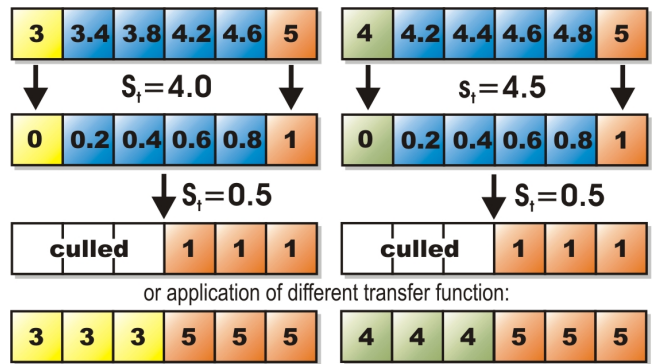 3 3.4 3.8 4.2 4.6 5 4 4.2 4.4 4.6 4.8 5
St=4.0 st=4.5
0 0.2 0.4 0.6 0.8 1 0 0.2 0.4 0.6 0.8 1
St=0.5 St=0.5
culled 1 1 1 culled 1 1 1
or application of different transfer function:
3 3 3 5 5 5 4 4 4 5 5 5